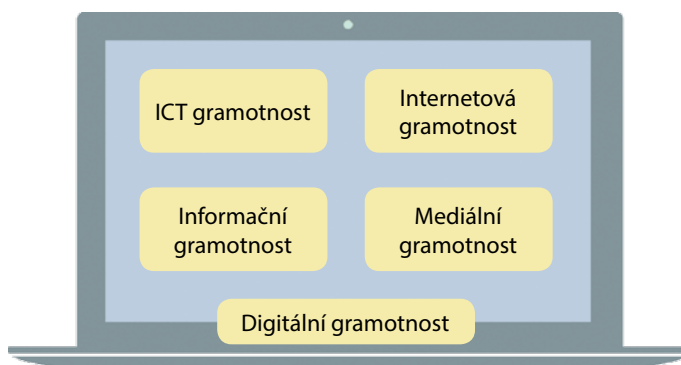 ICT gramotnost
Internetová
gramotnost
Informační
gramotnost
Mediální
gramotnost
Digitální gramotnost